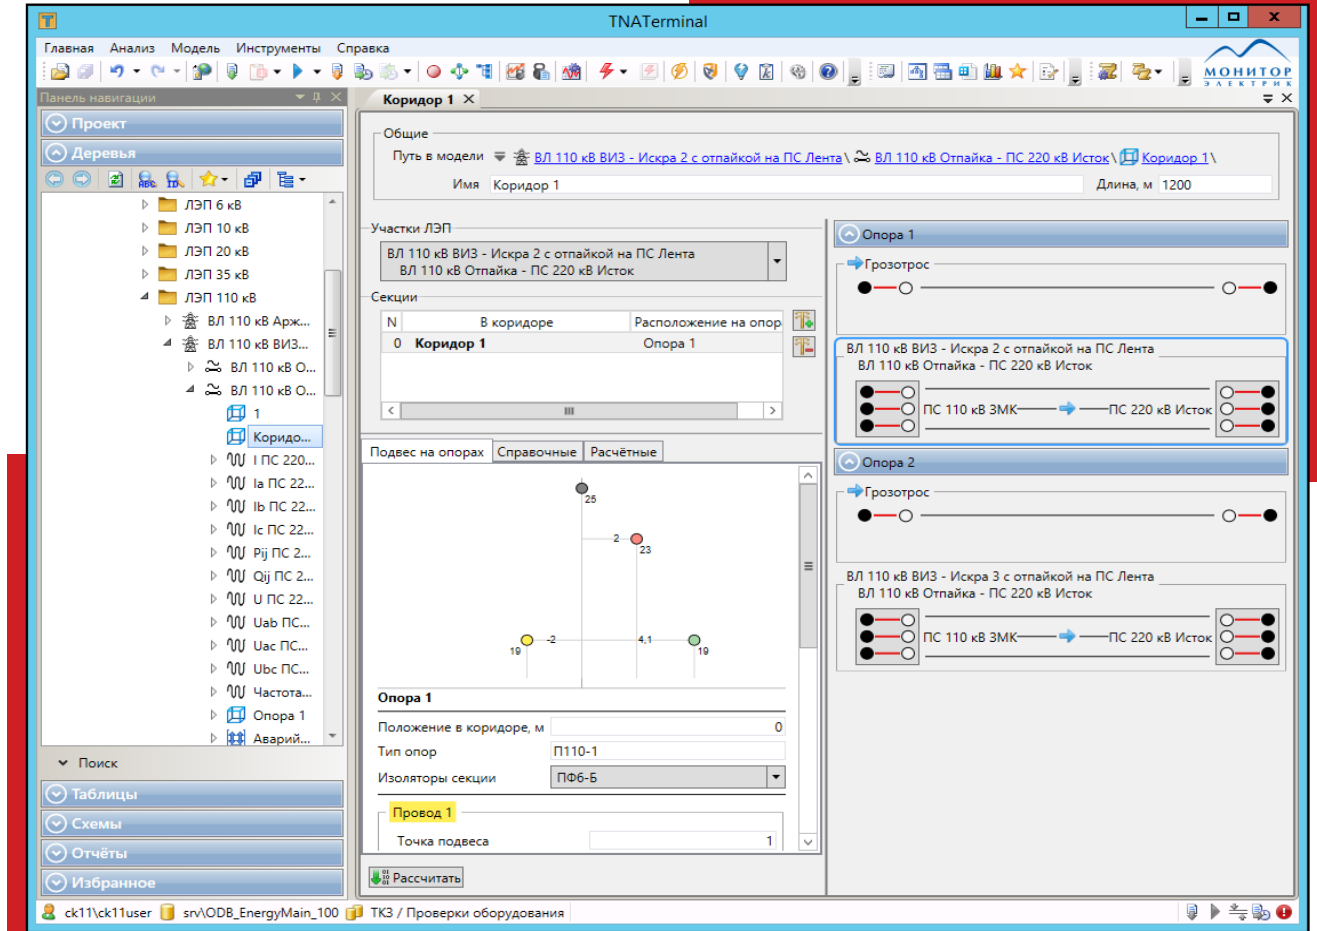 TNATerminal
Главная Анализ Модель Инструменты Справка
МОНИТОР
ЭЛЕКТРИК
Панель навигации
Проект
Деревья
ЛЭП 6 кВ
ЛЭП 10 кВ
ЛЭП 20 кВ
ЛЭП 35 кВ
ЛЭП 110 кВ
ВЛ 110 кВ Арж...
ВЛ 110 кВ ВИЗ...
ВЛ 110 кВ О...
ВЛ 110 кВ О...
1
Коридо...
I ПС 220...
Ia ПС 22...
Ib ПС 22...
Ic ПС 22...
Pij ПС 2...
Qij ПС 2...
U ПС 22...
Uab ПС...
Uac ПС...
Ubc ПС...
Частота...
Опора 1
Аварий...
Поиск
Таблицы
Схемы
Отчёты
Избранное
Коридор 1
Общие
Путь в модели ВЛ 110 кВ ВИЗ - Искра 2 с отпайкой на ПС Лента\ ВЛ 110 кВ Отпайка - ПС 220 кВ Исток\ Коридор 1\
Имя Коридор 1 Длина, м 1200
Участки ЛЭП
ВЛ 110 кВ ВИЗ - Искра 2 с отпайкой на ПС Лента
ВЛ 110 кВ Отпайка - ПС 220 кВ Исток
Секции
N В коридоре Расположение на опор
0 Коридор 1 Опора 1
Подвес на опорах Справочные Расчётные
25
2
23
-2 4,1
19 19
Опора 1
Положение в коридоре, м 0
Тип опор П110-1
Изоляторы секции ПФ6-Б
Провод 1
Точка подвеса 1
Рассчитать
Опора 1
Грозотрос
ВЛ 110 кВ ВИЗ - Искра 2 с отпайкой на ПС Лента
ВЛ 110 кВ Отпайка - ПС 220 кВ Исток
ПС 110 кВ ЗМК ПС 220 кВ Исток
Опора 2
Грозотрос
ВЛ 110 кВ ВИЗ - Искра 3 с отпайкой на ПС Лента
ВЛ 110 кВ Отпайка - ПС 220 кВ Исток
ПС 110 кВ ЗМК ПС 220 кВ Исток
ck11\ck11user srv\ODB_EnergyMain_100 ТКЗ / Проверки оборудования